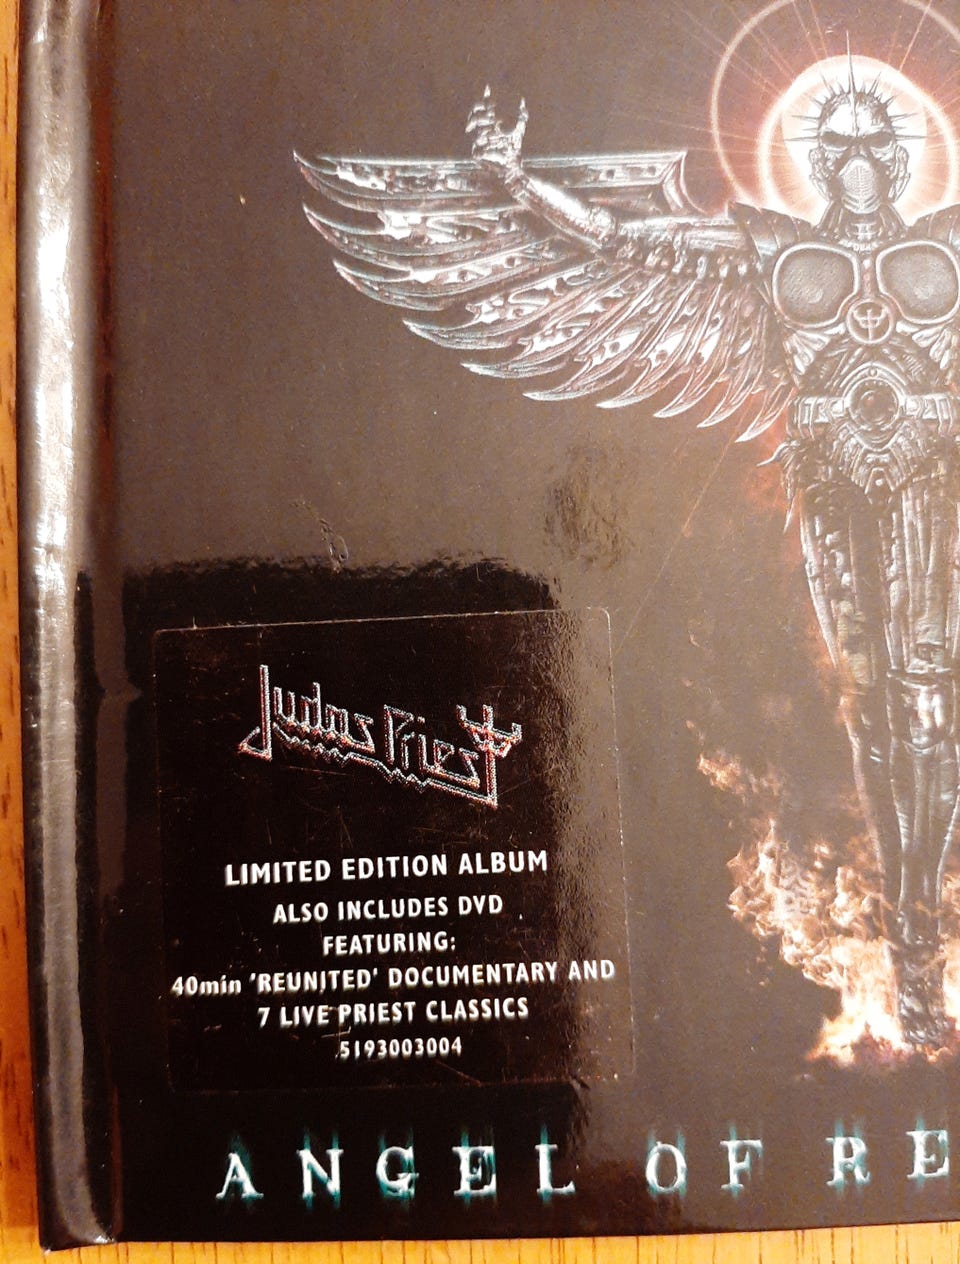 Judas Priest
LIMITED EDITION ALBUM
ALSO INCLUDES DVD
FEATURING:
40min 'REUNITED' DOCUMENTARY AND
7 LIVE PRIEST CLASSICS
5193003004
ANGEL OF RE